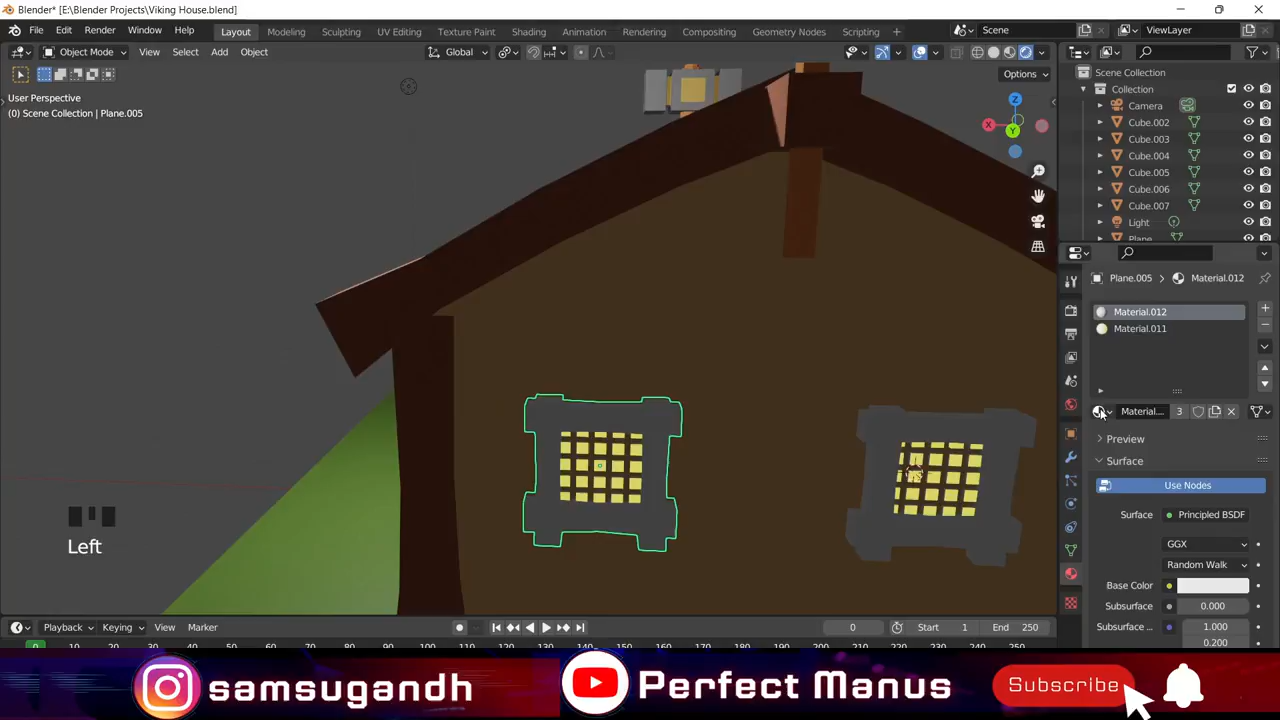 Blender* [E:\Blender Projects\Viking House.blend]
File Edit Render Window Help Layout Modeling Sculpting UV Editing Texture Paint Shading Animation Rendering Compositing Geometry Nodes Scripting + Scene ViewLayer
Object Mode View Select Add Object Global
Options
User Perspective
(0) Scene Collection | Plane.005
X
Y
Z
Scene Collection
Collection
Camera
Cube.002
Cube.003
Cube.004
Cube.005
Cube.006
Cube.007
Light
Plane
Plane.005 > Material.012
Material.012
Material.011
Material.... 3
Preview
Surface
Use Nodes
Surface Principled BSDF
GGX
Random Walk
Base Color
Subsurface 0.000
Subsurface .. 1.000
0.200
Left
Playback Keying View Marker 0 Start 1 End 250
0
samsugandh Perfect Manus Subscribe